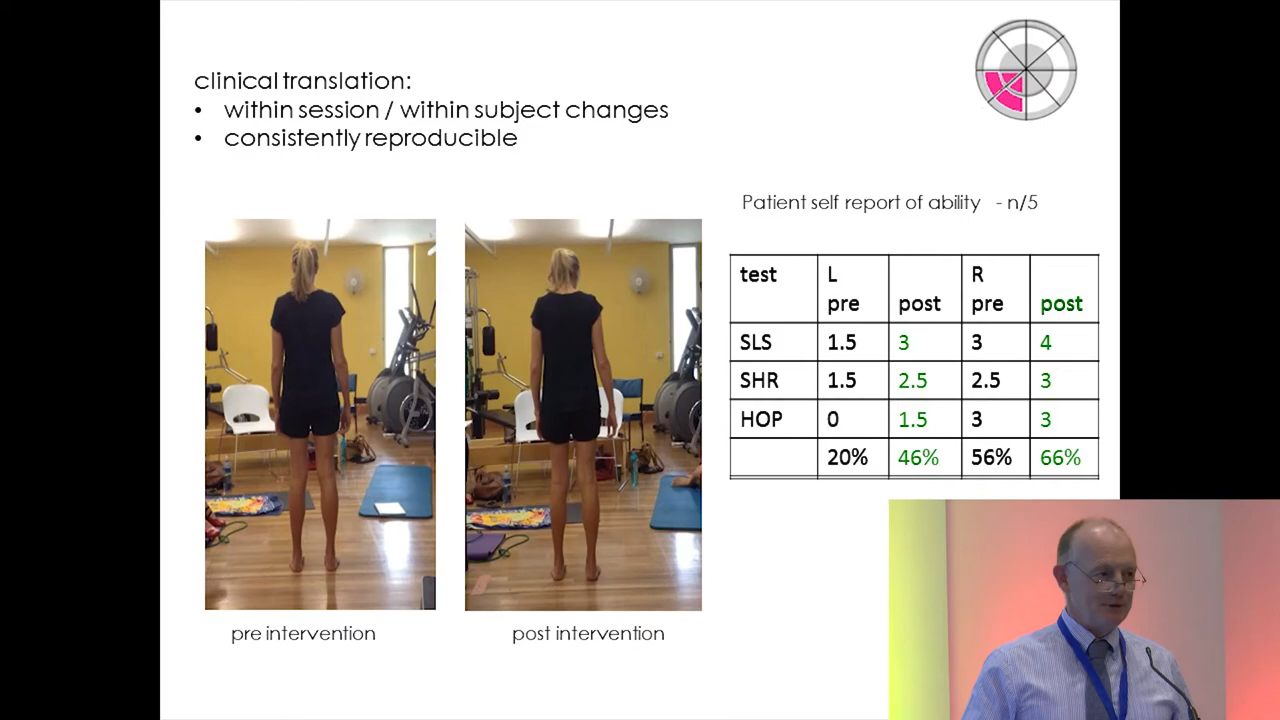 clinical translation:
• within session / within subject changes
• consistently reproducible
Patient self report of ability - n/5
test L pre post R pre post
SLS 1.5 3 3 4
SHR 1.5 2.5 2.5 3
HOP 0 1.5 3 3
20% 46% 56% 66%
pre intervention
post intervention